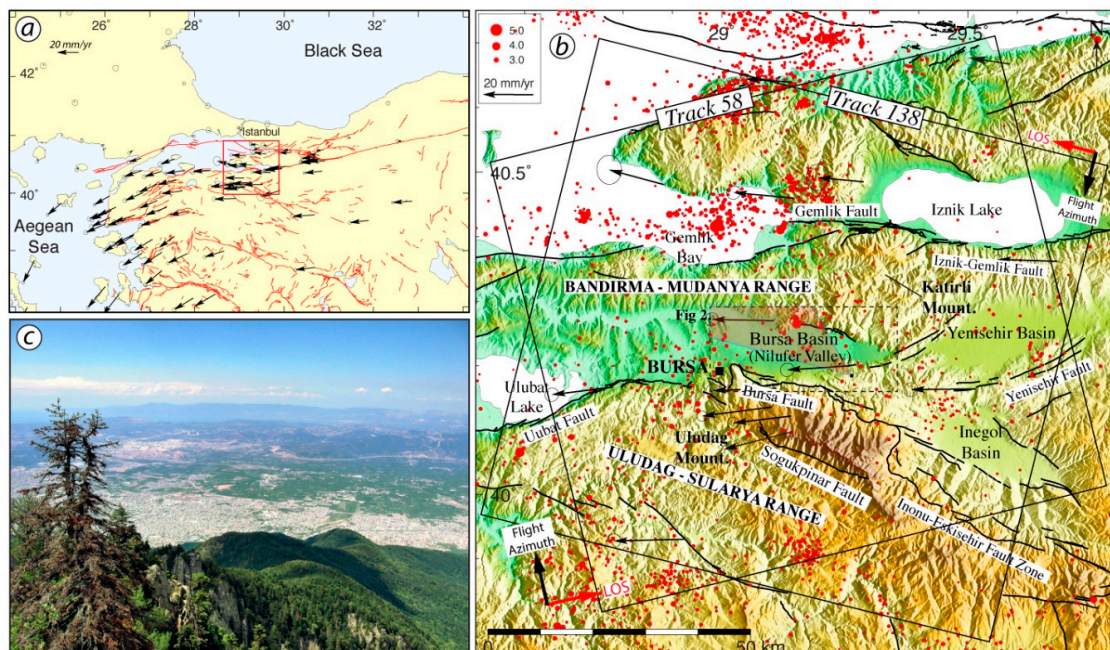 a
26
28
30
32
20 mm/yr
42°
Black Sea
Istanbul
40°
Aegean
Sea
c
b
5.0
4.0
3.0
20 mm/yr
29
29.5
N
Track 58
Track 138
LOS
40.5°
Flight
Azimuth
Gemlik Fault
Iznik Lake
Gemlik
Bay
Iznik-Gemlik Fault
BANDIRMA - MUDANYA RANGE
Katirli
Mount.
Fig 2.
Yenisehir Basin
Bursa Basin
(Nilufer Valley)
BURSA
Ulubat
Lake
Yenisehir Fault
Bursa Fault
Uubat Fault
Inegol
Basin
Uludag
Mount.
Sogukpinar Fault
ULUDAG - SULARYA RANGE
40°
Inonu-Eskisehir Fault Zone
Flight
Azimuth
LOS
0
50 km